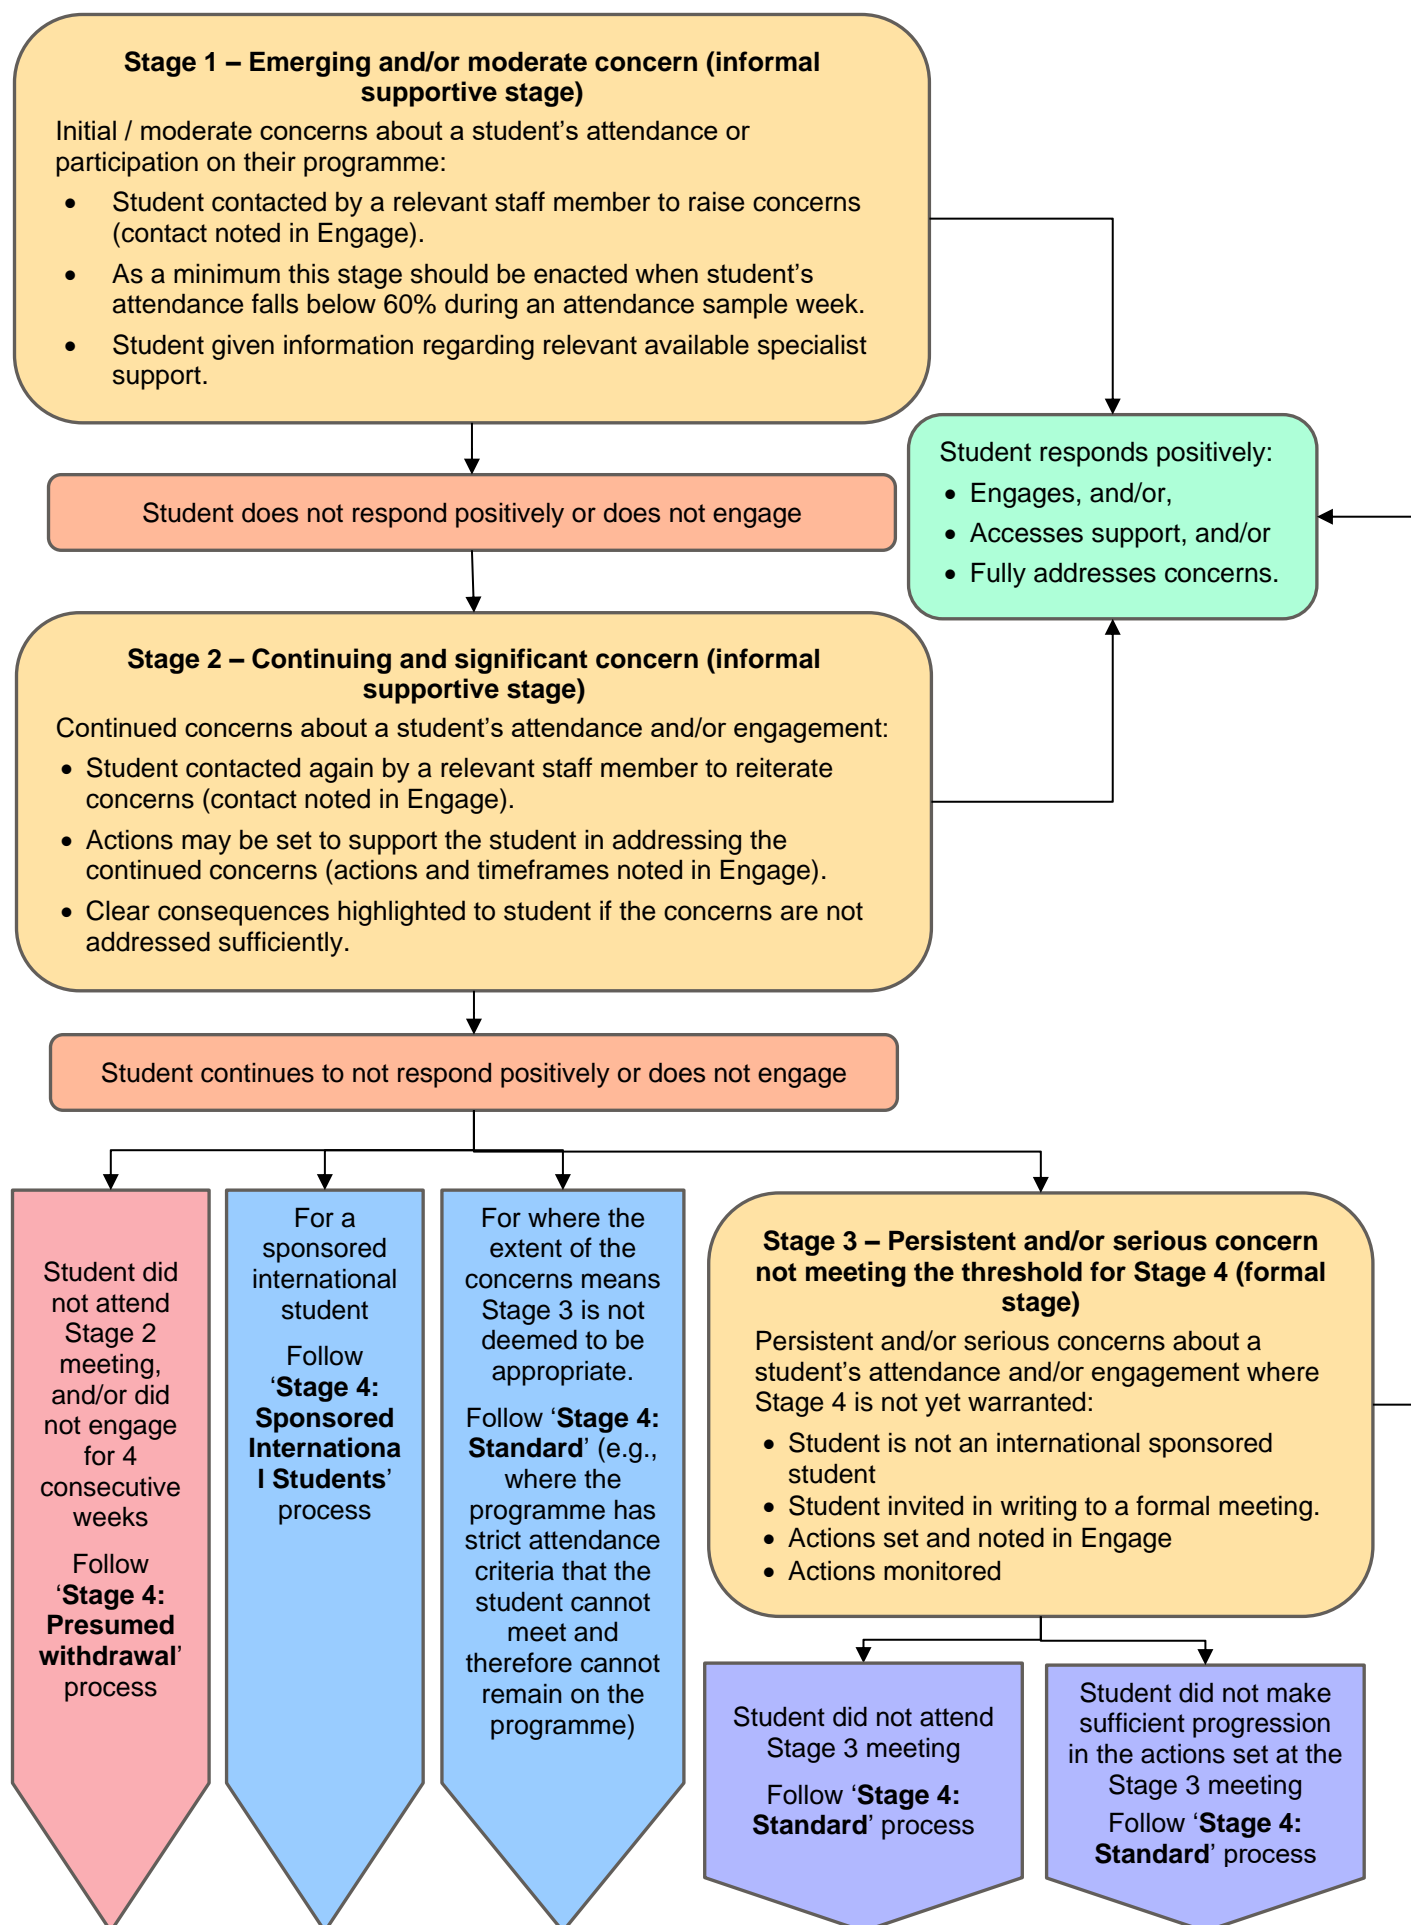 Stage 1 – Emerging and/or moderate concern (informal
supportive stage)
Initial / moderate concerns about a student’s attendance or
participation on their programme:
• Student contacted by a relevant staff member to raise concerns
(contact noted in Engage).
• As a minimum this stage should be enacted when student’s
attendance falls below 60% during an attendance sample week.
• Student given information regarding relevant available specialist
support.
Student responds positively:
• Engages, and/or,
• Accesses support, and/or
• Fully addresses concerns.
Student does not respond positively or does not engage
Stage 2 – Continuing and significant concern (informal
supportive stage)
Continued concerns about a student’s attendance and/or engagement:
• Student contacted again by a relevant staff member to reiterate
concerns (contact noted in Engage).
• Actions may be set to support the student in addressing the
continued concerns (actions and timeframes noted in Engage).
• Clear consequences highlighted to student if the concerns are not
addressed sufficiently.
Student continues to not respond positively or does not engage
Student did
not attend
Stage 2
meeting,
and/or did
not engage
for 4
consecutive
weeks
Follow
‘Stage 4:
Presumed
withdrawal’
process
For a
sponsored
international
student
Follow
‘Stage 4:
Sponsored
Internationa
l Students’
process
For where the
extent of the
concerns means
Stage 3 is not
deemed to be
appropriate.
Follow ‘Stage 4:
Standard’ (e.g.,
where the
programme has
strict attendance
criteria that the
student cannot
meet and
therefore cannot
remain on the
programme)
Stage 3 – Persistent and/or serious concern
not meeting the threshold for Stage 4 (formal
stage)
Persistent and/or serious concerns about a
student’s attendance and/or engagement where
Stage 4 is not yet warranted:
• Student is not an international sponsored
student
• Student invited in writing to a formal meeting.
• Actions set and noted in Engage
• Actions monitored
Student did not attend
Stage 3 meeting
Follow ‘Stage 4:
Standard’ process
Student did not make
sufficient progression
in the actions set at the
Stage 3 meeting
Follow ‘Stage 4:
Standard’ process